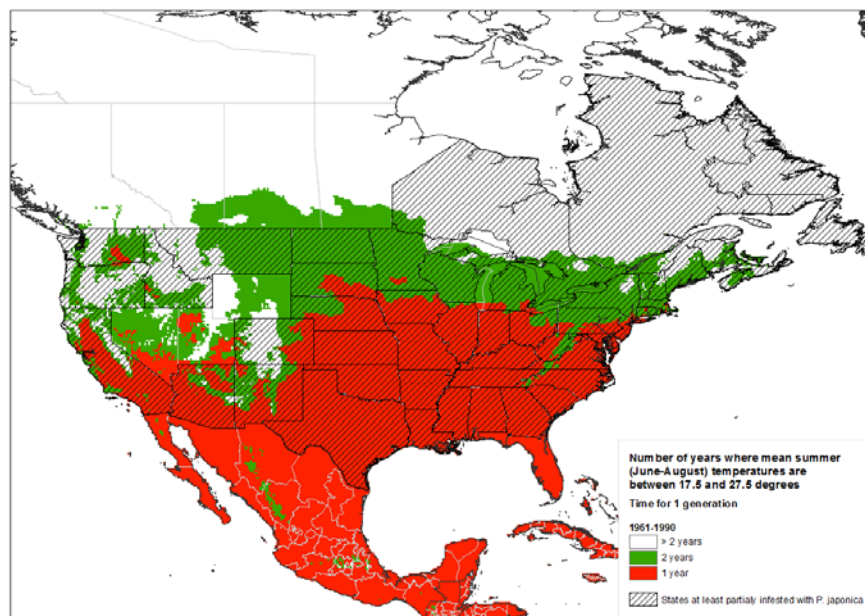 Number of years where mean summer
(June-August) temperatures are
between 17.5 and 27.5 degrees
Time for 1 generation
1961-1990
> 2 years
2 years
1 year
States at least partialy infested with P. japonica